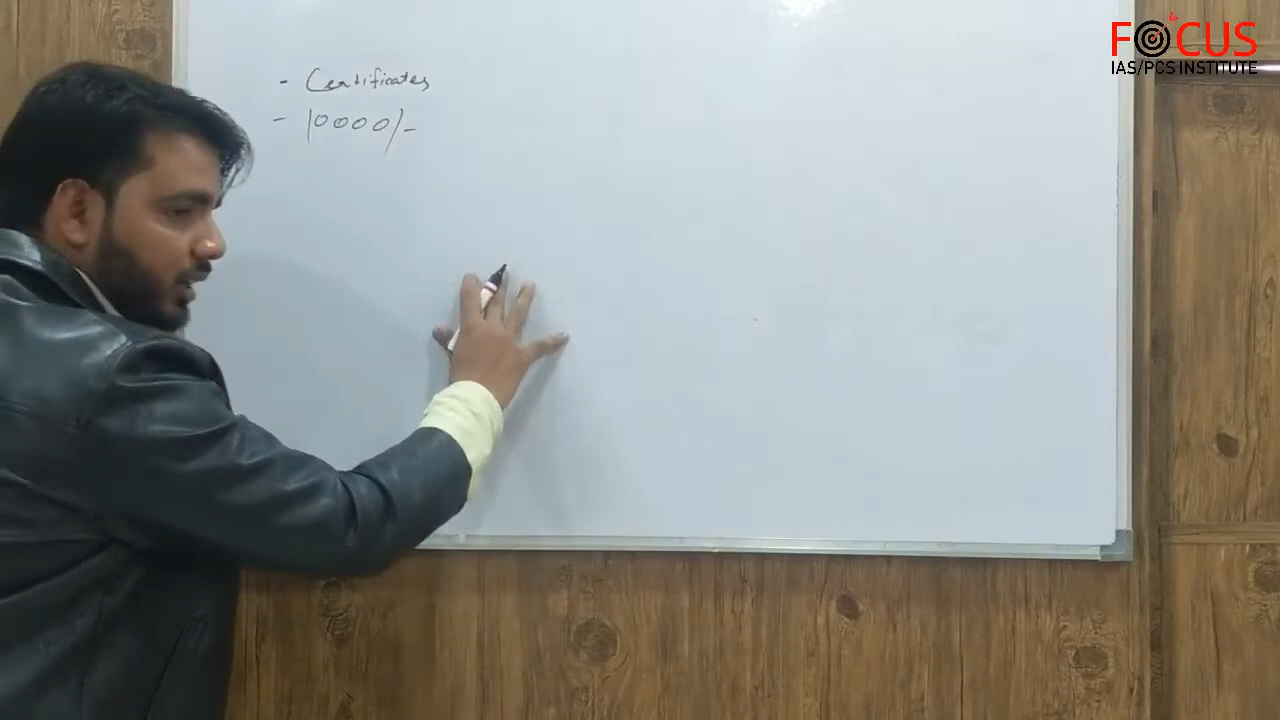 FOCUS
IAS/PCS INSTITUTE
- Certificates
- 10000/-